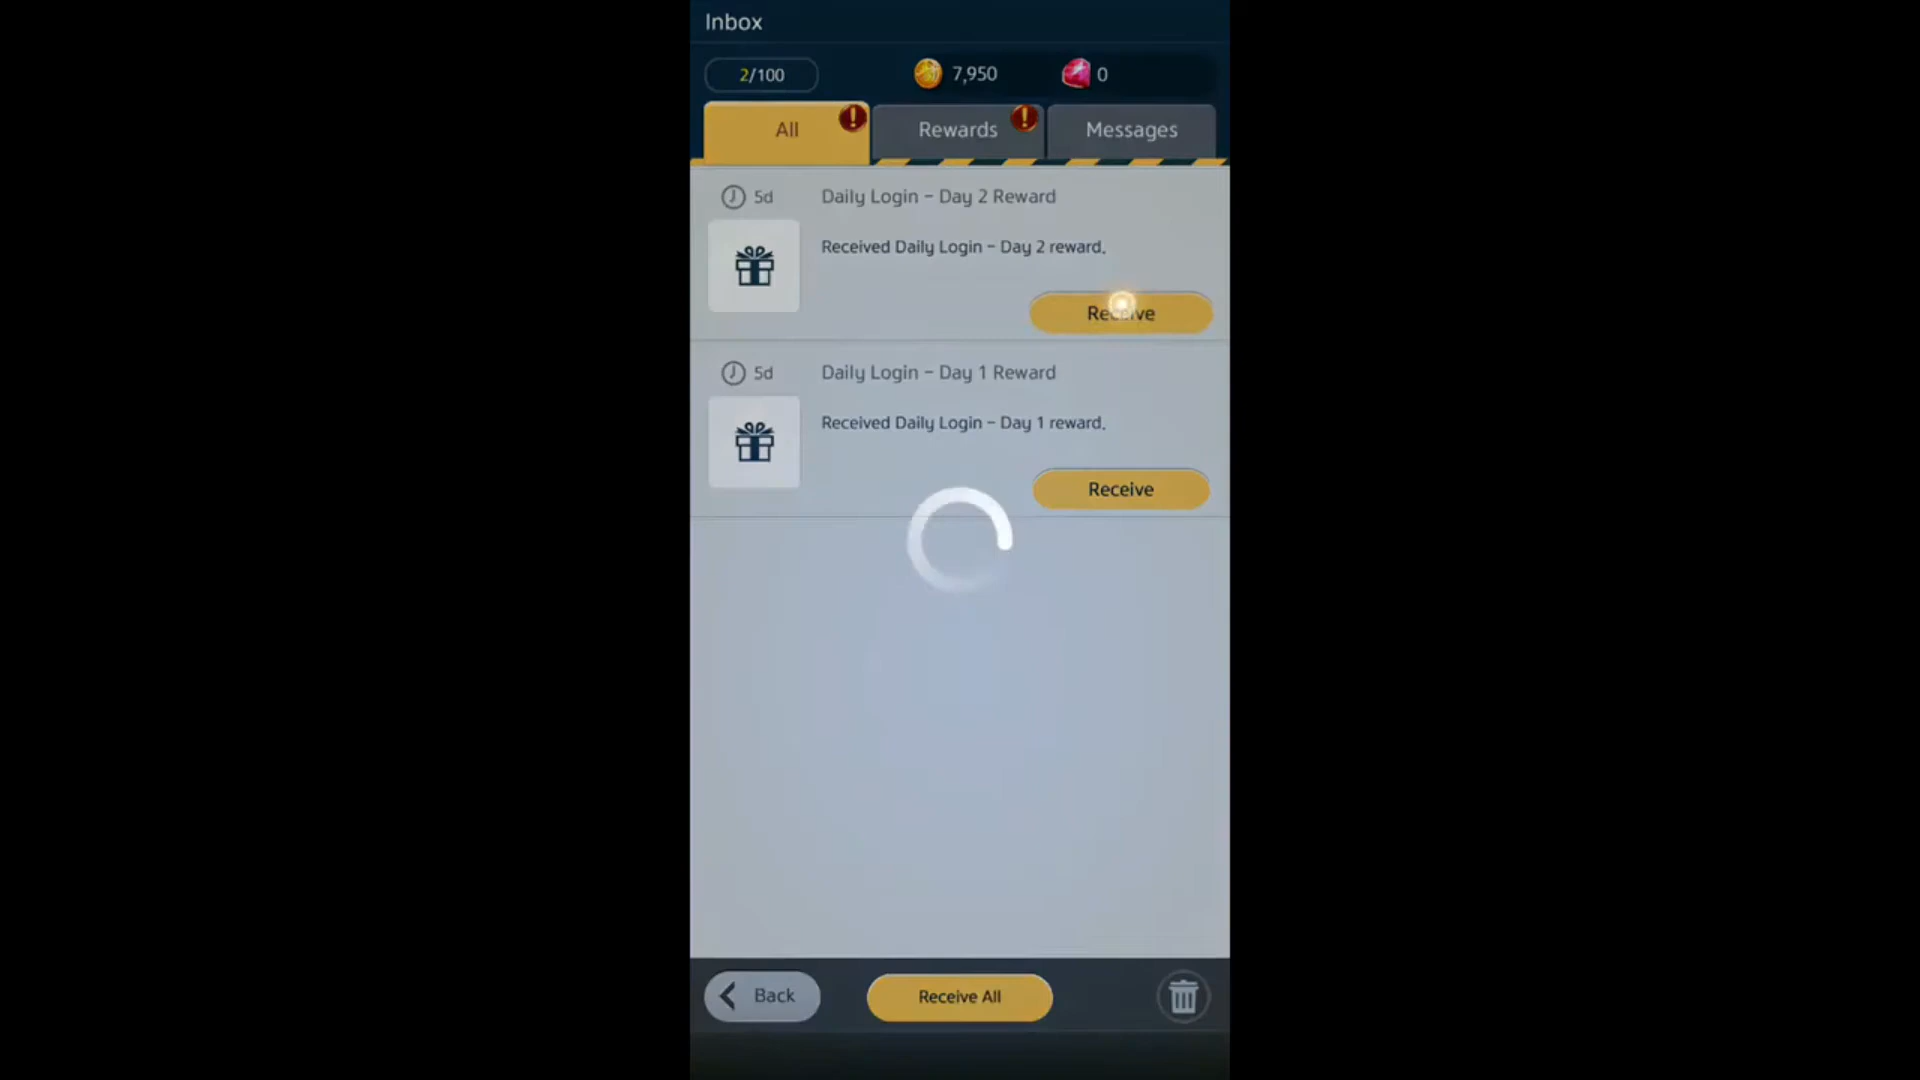 Inbox
2/100
7,950
0
All
!
Rewards
!
Messages
5d
Daily Login - Day 2 Reward
Received Daily Login - Day 2 reward.
Receive
5d
Daily Login - Day 1 Reward
Received Daily Login - Day 1 reward.
Receive
Back
Receive All